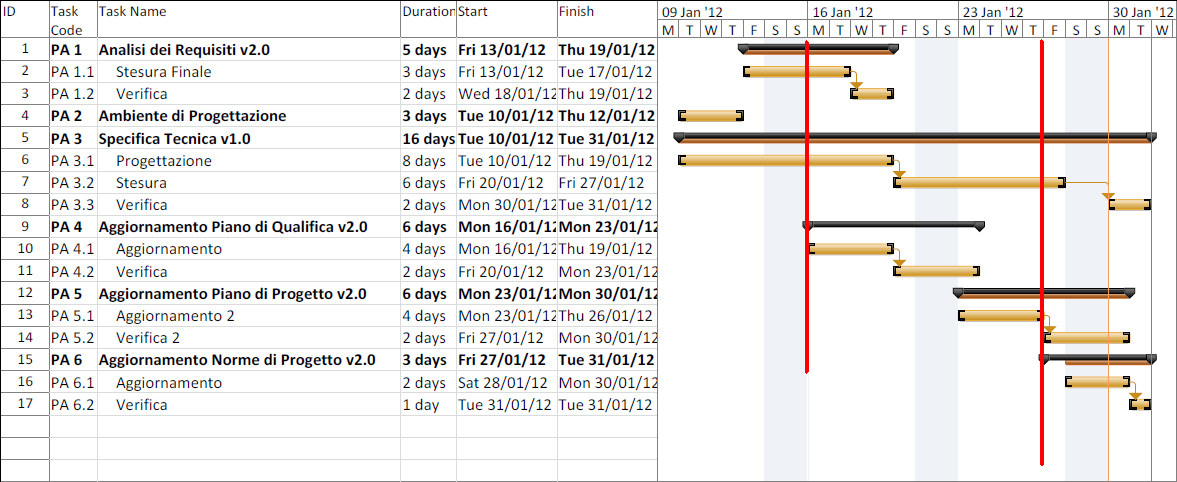 ID Task Code Task Name Duration Start Finish 09 Jan '12 16 Jan '12 23 Jan '12 30 Jan '12
M T W T F S S M T W T F S S M T W T F S S M T W
1 PA 1 Analisi dei Requisiti v2.0 5 days Fri 13/01/12 Thu 19/01/12
2 PA 1.1 Stesura Finale 3 days Fri 13/01/12 Tue 17/01/12
3 PA 1.2 Verifica 2 days Wed 18/01/12 Thu 19/01/12
4 PA 2 Ambiente di Progettazione 3 days Tue 10/01/12 Thu 12/01/12
5 PA 3 Specifica Tecnica v1.0 16 days Tue 10/01/12 Tue 31/01/12
6 PA 3.1 Progettazione 8 days Tue 10/01/12 Thu 19/01/12
7 PA 3.2 Stesura 6 days Fri 20/01/12 Fri 27/01/12
8 PA 3.3 Verifica 2 days Mon 30/01/12 Tue 31/01/12
9 PA 4 Aggiornamento Piano di Qualifica v2.0 6 days Mon 16/01/12 Mon 23/01/12
10 PA 4.1 Aggiornamento 4 days Mon 16/01/12 Thu 19/01/12
11 PA 4.2 Verifica 2 days Fri 20/01/12 Mon 23/01/12
12 PA 5 Aggiornamento Piano di Progetto v2.0 6 days Mon 23/01/12 Mon 30/01/12
13 PA 5.1 Aggiornamento 2 4 days Mon 23/01/12 Thu 26/01/12
14 PA 5.2 Verifica 2 2 days Fri 27/01/12 Mon 30/01/12
15 PA 6 Aggiornamento Norme di Progetto v2.0 3 days Fri 27/01/12 Tue 31/01/12
16 PA 6.1 Aggiornamento 2 days Sat 28/01/12 Mon 30/01/12
17 PA 6.2 Verifica 1 day Tue 31/01/12 Tue 31/01/12